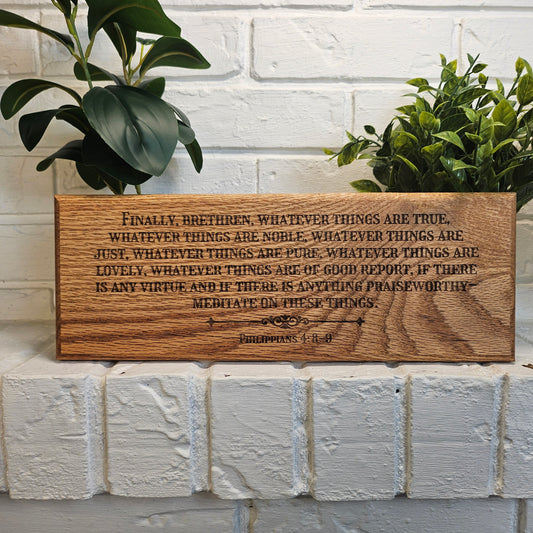 Finally, brethren, whatever things are true,
whatever things are noble, whatever things are
just, whatever things are pure, whatever things are
lovely, whatever things are of good report, if there
is any virtue and if there is anything praiseworthy—
meditate on these things.
Philippians 4:8-9